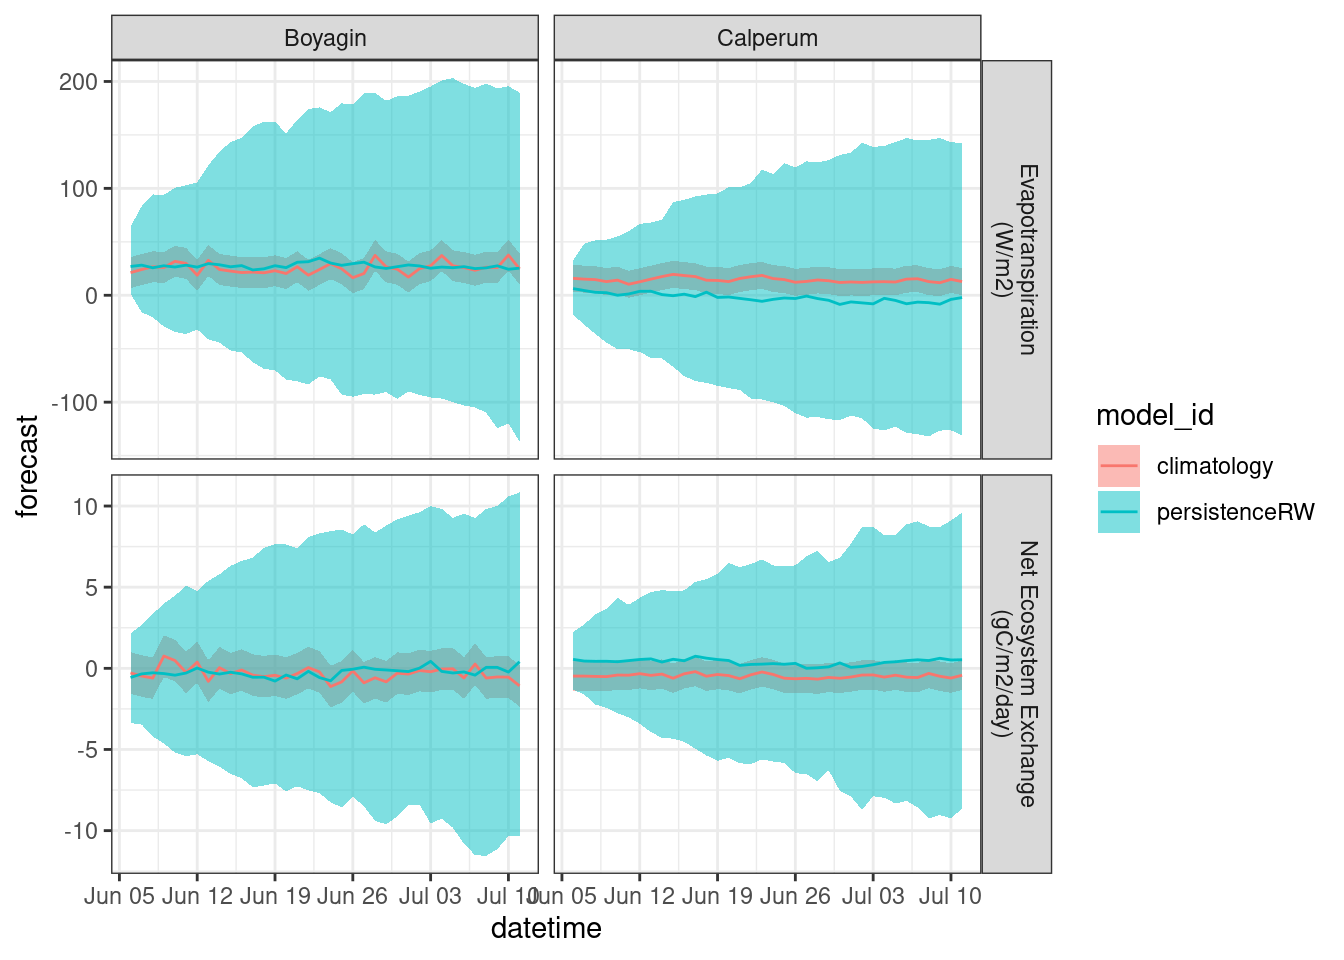 Boyagin
Calperum
200
100
0
-100
Evapotranspiration
(W/m2)
10
5
0
-5
-10
Net Ecosystem Exchange
(gC/m2/day)
Jun 05
Jun 12
Jun 19
Jun 26
Jul 03
Jul 10
Jun 05
Jun 12
Jun 19
Jun 26
Jul 03
Jul 10
datetime
forecast
model_id
climatology
persistenceRW